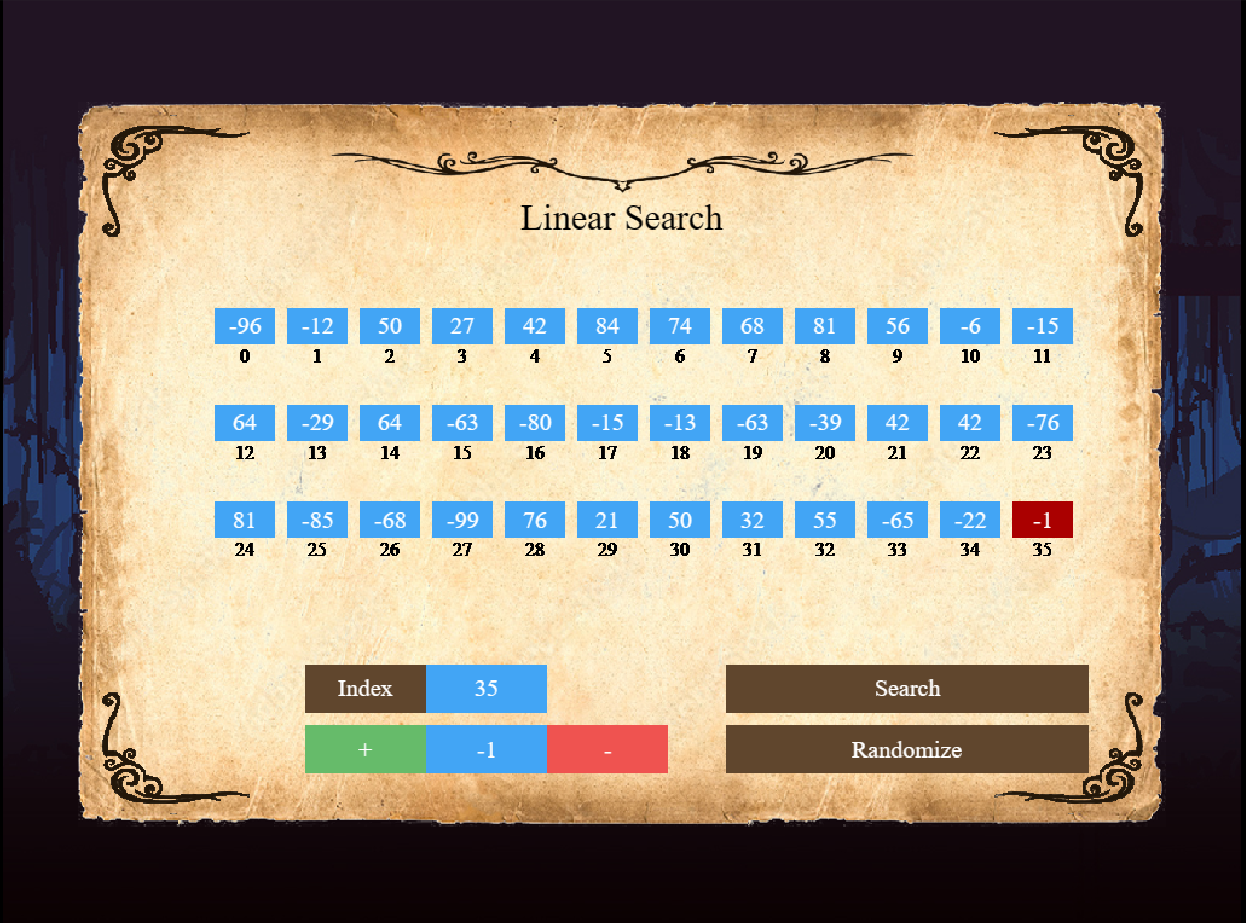 Linear Search
-96 -12 50 27 42 84 74 68 81 56 -6 -15
0 1 2 3 4 5 6 7 8 9 10 11
64 -29 64 -63 -80 -15 -13 -63 -39 42 42 -76
12 13 14 15 16 17 18 19 20 21 22 23
81 -85 -68 -99 76 21 50 32 55 -65 -22 -1
24 25 26 27 28 29 30 31 32 33 34 35
Index 35 Search
+ -1 - Randomize